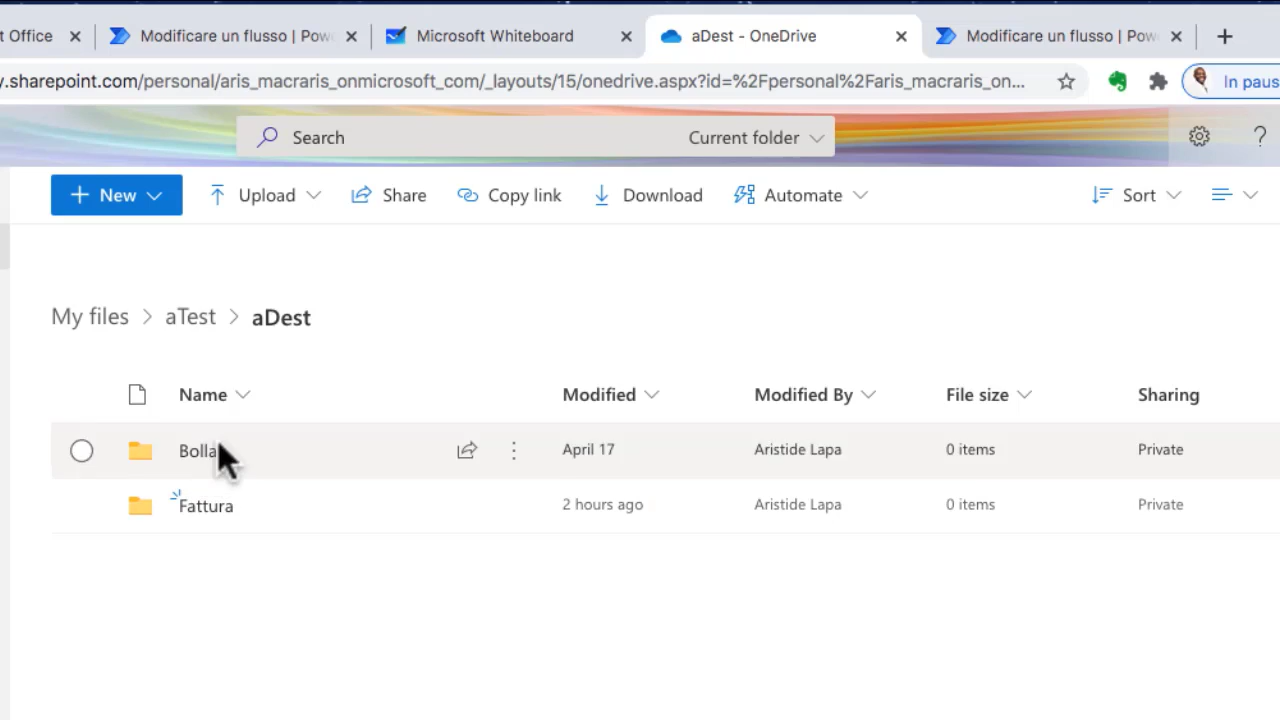 t Office
Modificare un flusso | Pow
Microsoft Whiteboard
aDest - OneDrive
Modificare un flusso | Pow
y.sharepoint.com/personal/aris_macraris_onmicrosoft_com/_layouts/15/onedrive.aspx?id=%2Fpersonal%2Faris_macraris_on...
In paus
Search
Current folder
?
New
Upload
Share
Copy link
Download
Automate
Sort
My files > aTest > aDest
Name
Modified
Modified By
File size
Sharing
Bolla
April 17
Aristide Lapa
0 items
Private
Fattura
2 hours ago
Aristide Lapa
0 items
Private